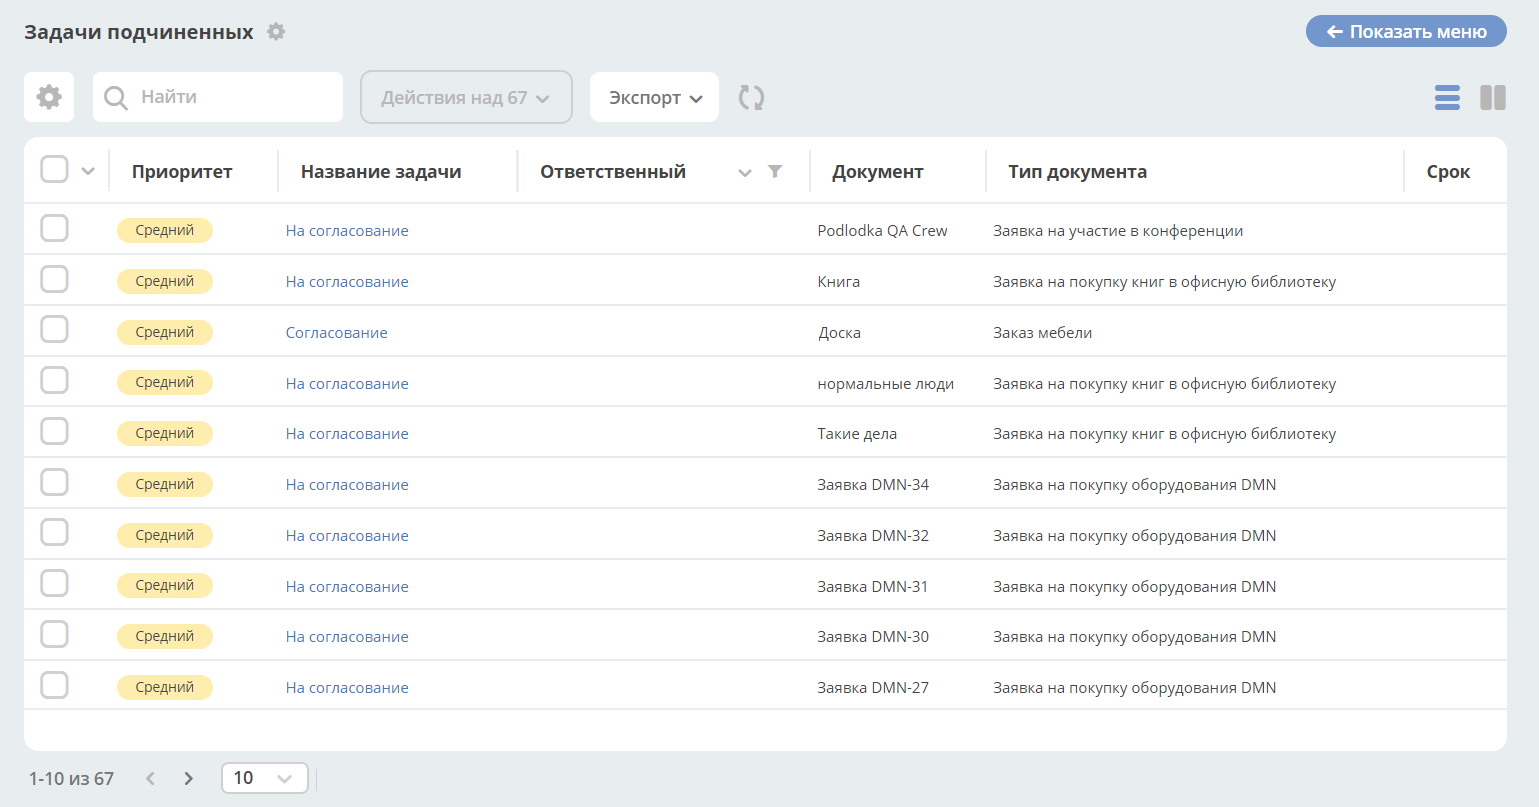 Задачи подчиненных
Показать меню
Найти
Действия над 67
Экспорт
Приоритет Название задачи Ответственный Документ Тип документа Срок
Средний На согласование Podlodka QA Crew Заявка на участие в конференции
Средний На согласование Книга Заявка на покупку книг в офисную библиотеку
Средний Согласование Доска Заказ мебели
Средний На согласование нормальные люди Заявка на покупку книг в офисную библиотеку
Средний На согласование Такие дела Заявка на покупку книг в офисную библиотеку
Средний На согласование Заявка DMN-34 Заявка на покупку оборудования DMN
Средний На согласование Заявка DMN-32 Заявка на покупку оборудования DMN
Средний На согласование Заявка DMN-31 Заявка на покупку оборудования DMN
Средний На согласование Заявка DMN-30 Заявка на покупку оборудования DMN
Средний На согласование Заявка DMN-27 Заявка на покупку оборудования DMN
1-10 из 67
10